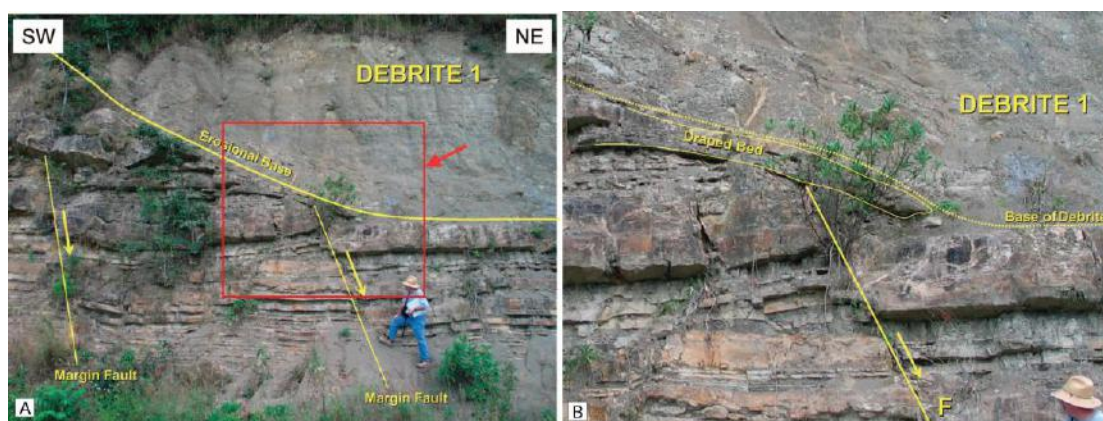 SW
NE
DEBRITE 1
Erosional Base
Margin Fault
Margin Fault
A
DEBRITE 1
Draped Bed
Base of Debrite
F
B